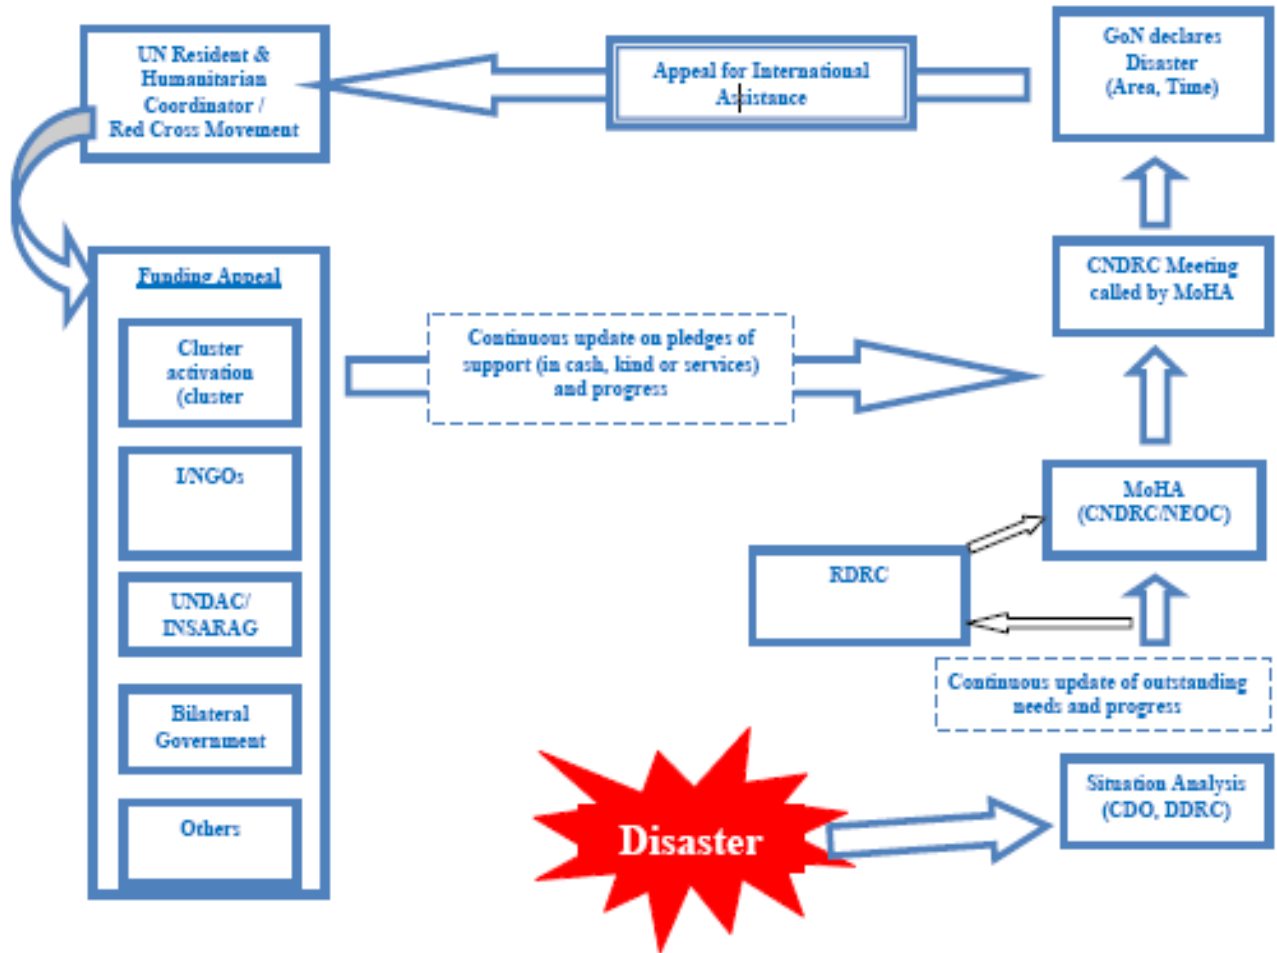 UN Resident &
Humanitarian
Coordinator /
Red Cross Movement
Appeal for International
Assistance
GoN declares
Disaster
(Area, Time)
CNDRC Meeting
called by MoHA
Funding Appeal
Cluster
activation
(cluster
I/NGOs
UNDAC/
INSARAG
Bilateral
Government
Others
Continuous update on pledges of
support (in cash, kind or services)
and progress
MoHA
(CNDRC/NEOC)
RDRC
Continuous update of outstanding
needs and progress
Situation Analysis
(CDO, DDRC)
Disaster